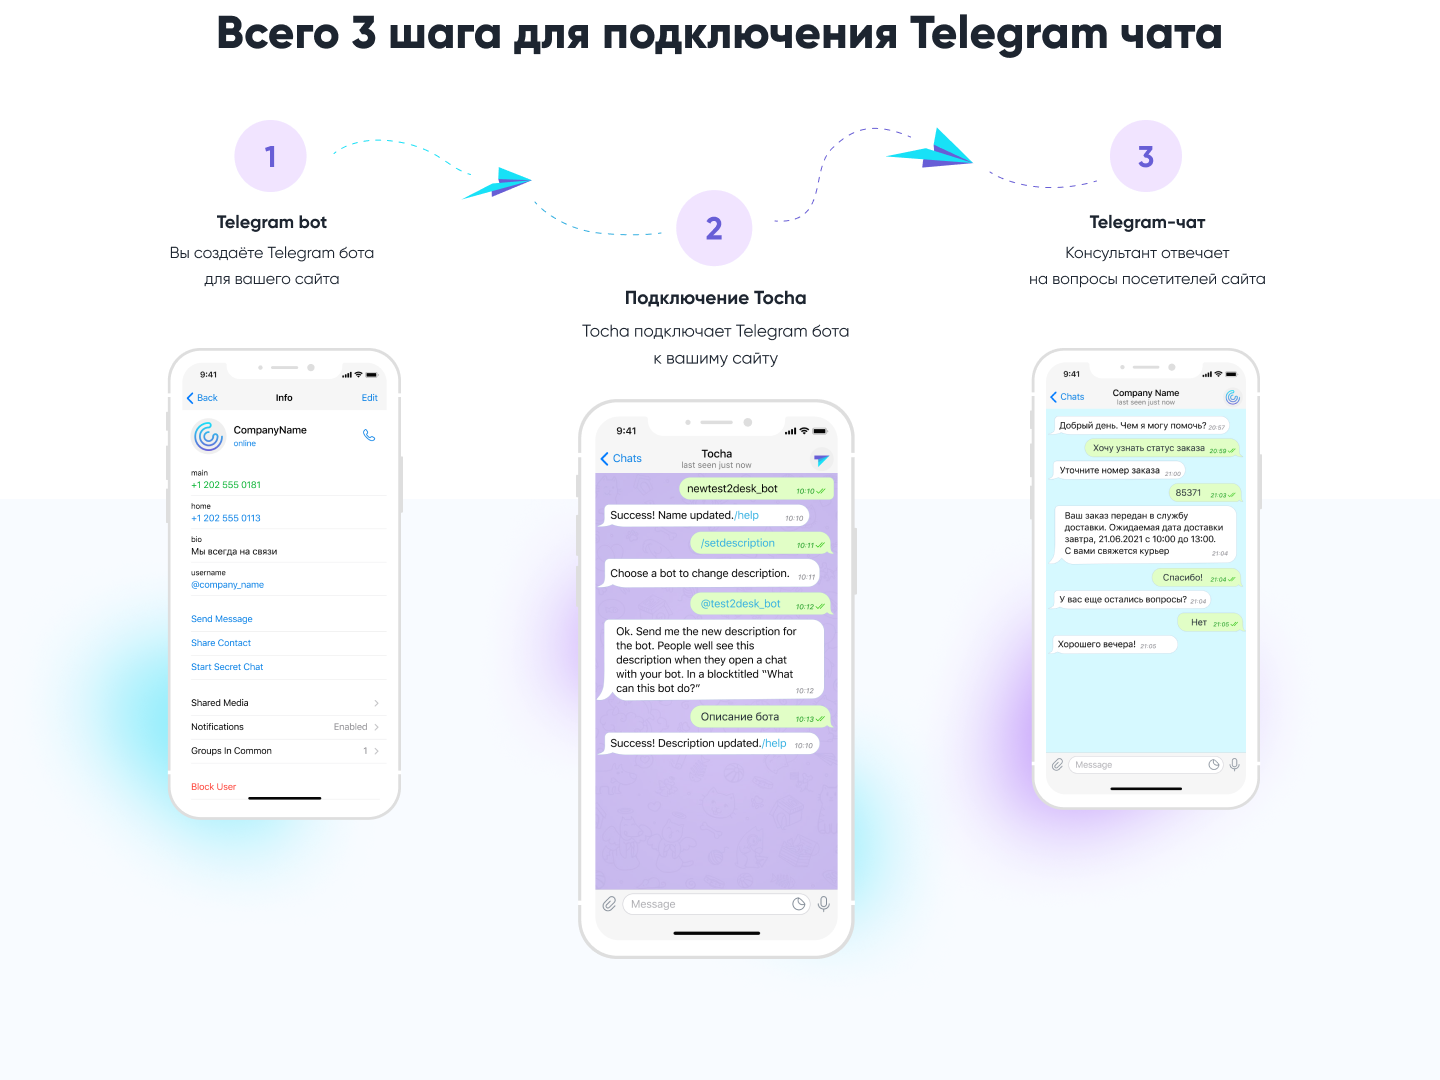 Всего 3 шага для подключения Telegram чата
1
Telegram bot
Вы создаёте Telegram бота
для вашего сайта
2
Подключение Tocha
Tocha подключает Telegram бота
к вашиму сайту
3
Telegram-чат
Консультант отвечает
на вопросы посетителей сайта
9:41
Back
Info
Edit
CompanyName
online
main
+1 202 555 0181
home
+1 202 555 0113
bio
Мы всегда на связи
username
@company_name
Send Message
Share Contact
Start Secret Chat
Shared Media
Notifications Enabled
Groups In Common 1
Block User
9:41
Chats
Tocha
last seen just now
newtest2desk_bot 10:10
Success! Name updated./help 10:10
/setdescription 10:11
Choose a bot to change description. 10:11
@test2desk_bot 10:12
Ok. Send me the new description for
the bot. People well see this
description when they open a chat
with your bot. In a blocktitled “What
can this bot do?” 10:12
Описание бота 10:13
Success! Description updated./help 10:10
Message
9:41
Chats
Company Name
last seen just now
Добрый день. Чем я могу помочь? 20:57
Хочу узнать статус заказа 20:59
Уточните номер заказа 21:00
85371 21:03
Ваш заказ передан в службу
доставки. Ожидаемая дата доставки
завтра, 21.06.2021 с 10:00 до 13:00.
С вами свяжется курьер 21:04
Спасибо! 21:04
У вас еще остались вопросы? 21:04
Нет 21:05
Хорошего вечера! 21:05
Message